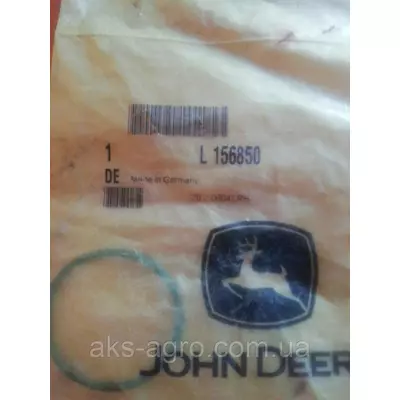 1 L 156850
DE Made in Germany
aks-agro.com.ua
JOHN DEER